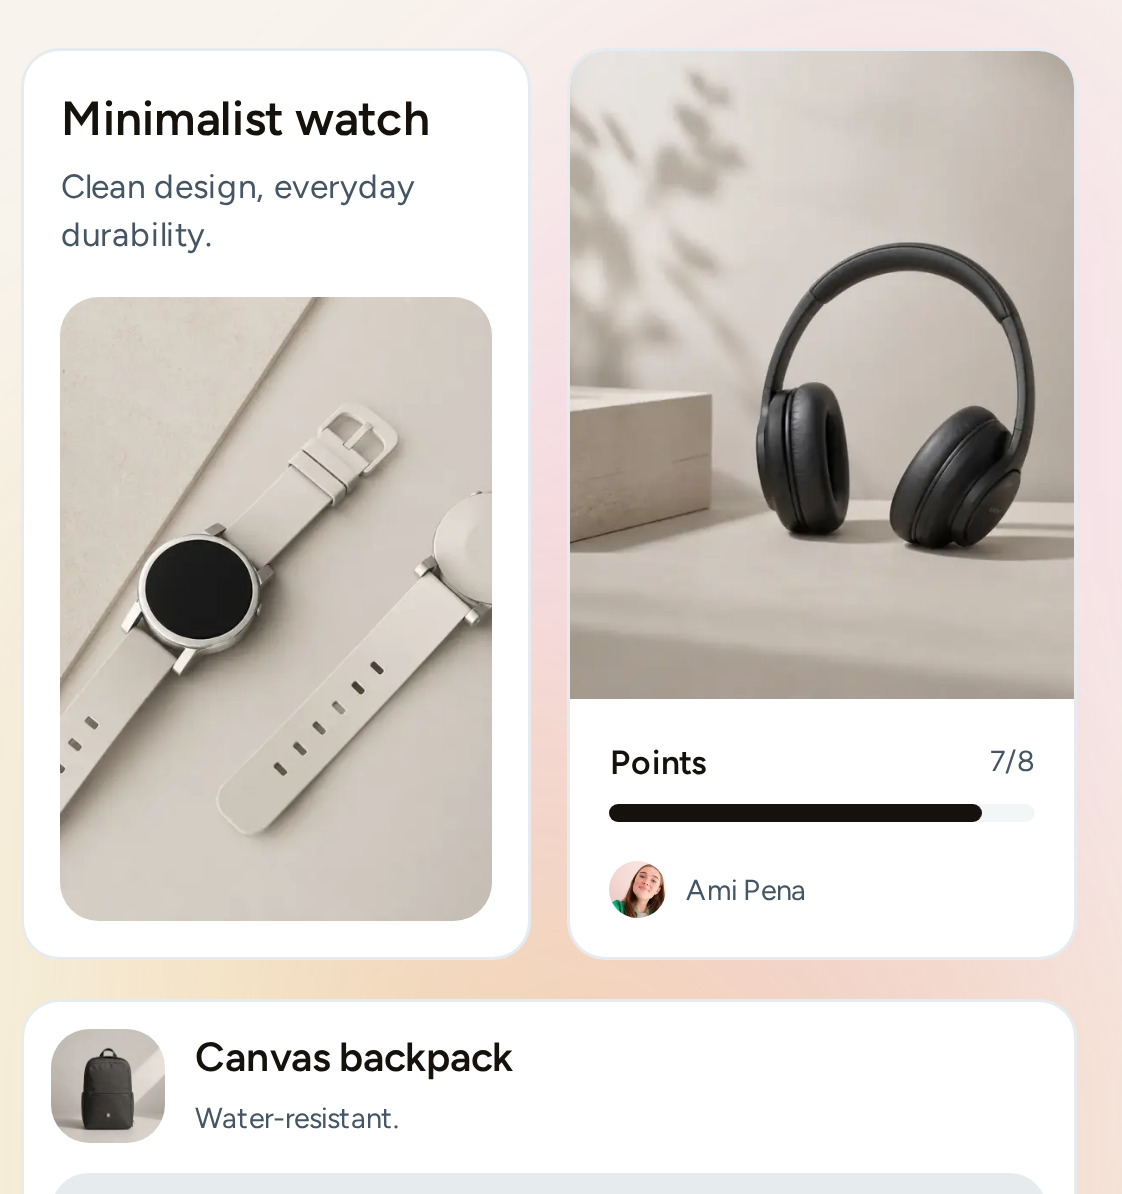 Minimalist watch
Clean design, everyday
durability.
Points
7/8
Ami Pena
Canvas backpack
Water-resistant.